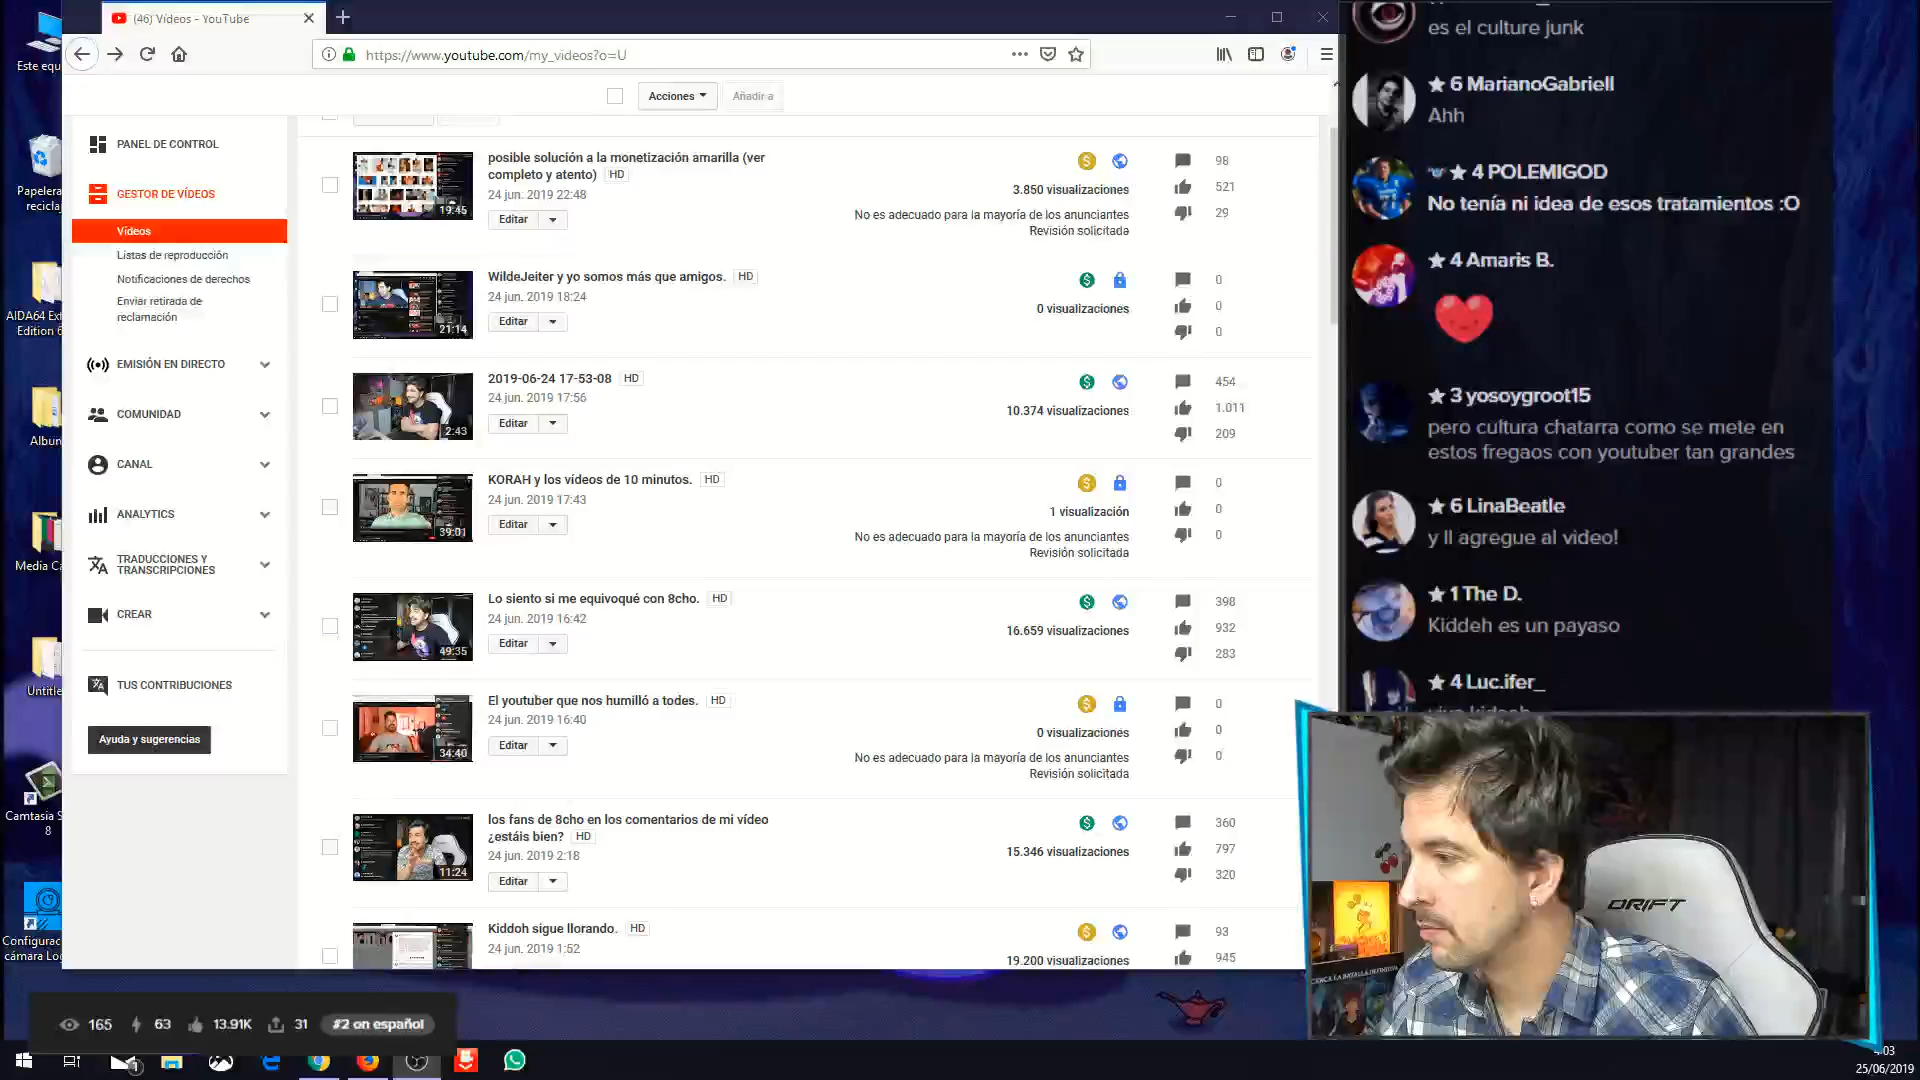 (46) Vídeos - YouTube
https://www.youtube.com/my_videos?o=U
Acciones
Añadir a
PANEL DE CONTROL
GESTOR DE VÍDEOS
Vídeos
Listas de reproducción
Notificaciones de derechos
Enviar retirada de
reclamación
EMISIÓN EN DIRECTO
COMUNIDAD
CANAL
ANALYTICS
TRADUCCIONES Y
TRANSCRIPCIONES
CREAR
TUS CONTRIBUCIONES
Ayuda y sugerencias
posible solución a la monetización amarilla (ver
completo y atento) HD
24 jun. 2019 22:48
Editar
19:45
3.850 visualizaciones
No es adecuado para la mayoría de los anunciantes
Revisión solicitada
98
521
29
WildeJeiter y yo somos más que amigos. HD
24 jun. 2019 18:24
Editar
21:14
0 visualizaciones
0
0
0
2019-06-24 17-53-08 HD
24 jun. 2019 17:56
Editar
2:43
10.374 visualizaciones
454
1.011
209
KORAH y los vídeos de 10 minutos. HD
24 jun. 2019 17:43
Editar
39:01
1 visualización
No es adecuado para la mayoría de los anunciantes
Revisión solicitada
0
0
0
Lo siento si me equivoqué con 8cho. HD
24 jun. 2019 16:42
Editar
49:35
16.659 visualizaciones
398
932
283
El youtuber que nos humilló a todes. HD
24 jun. 2019 16:40
Editar
34:40
0 visualizaciones
No es adecuado para la mayoría de los anunciantes
Revisión solicitada
0
0
0
los fans de 8cho en los comentarios de mi vídeo
¿estáis bien? HD
24 jun. 2019 2:18
Editar
11:24
15.346 visualizaciones
360
797
320
Kiddoh sigue llorando. HD
24 jun. 2019 1:52
19.200 visualizaciones
93
945
es el culture junk
6 MarianoGabriell
Ahh
4 POLEMIGOD
No tenía ni idea de esos tratamientos :O
4 Amaris B.
3 yosoygroot15
pero cultura chatarra como se mete en
estos fregaos con youtuber tan grandes
6 LinaBeatle
y ll agregue al video!
1 The D.
Kiddeh es un payaso
4 Luc.ifer_
DRIFT
Este equ
Papelera
recicla
AIDA64 Ext
Edition 6
Album
Media Ca
Untitle
Camtasia S
8
Configurac
cámara Lo
165
63
13.91K
31
#2 on español
25/06/2019